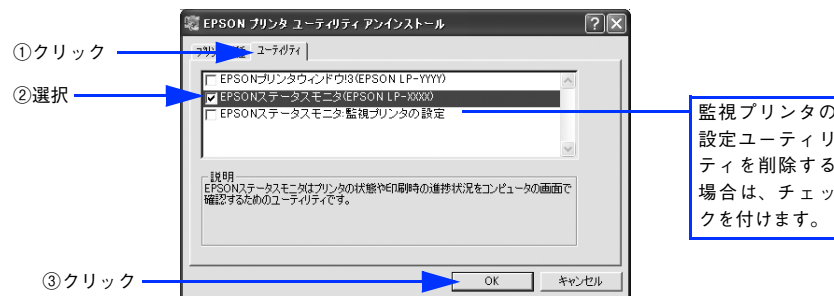 EPSON プリンタ ユーティリティ アンインストール
①クリック
ユーティリティ
EPSONプリンタウィンドウ!3(EPSON LP-YYYY)
②選択
EPSONステータスモニタ(EPSON LP-XXXX)
EPSONステータスモニタ:監視プリンタの設定
監視プリンタの
設定ユーティリ
ティを削除する
場合は、チェッ
クを付けます。
説明
EPSONステータスモニタはプリンタの状態や印刷時の進捗状況をコンピュータの画面で
確認するためのユーティリティです。
③クリック
OK
キャンセル